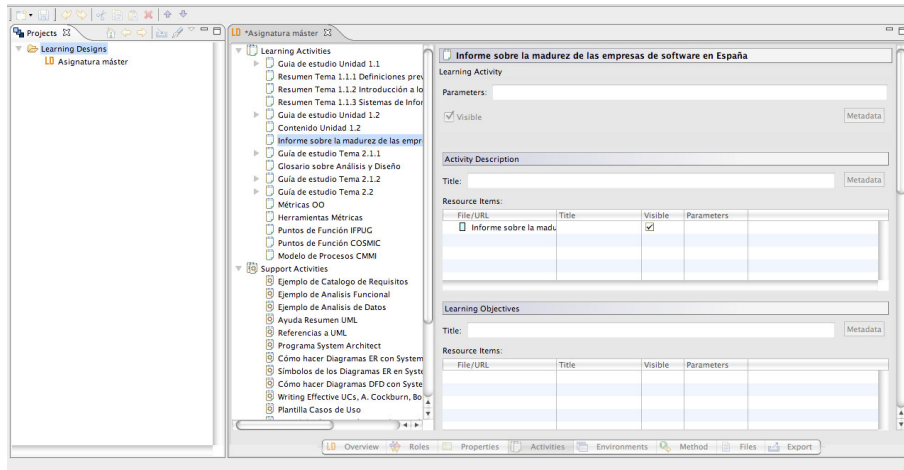 Projects
Learning Designs
LD Asignatura máster
LD *Asignatura máster
Learning Activities
Guia de estudio Unidad 1.1
Resumen Tema 1.1.1 Definiciones prev
Resumen Tema 1.1.2 Introducción a lo
Resumen Tema 1.1.3 Sistemas de Infor
Guia de estudio Unidad 1.2
Contenido Unidad 1.2
Informe sobre la madurez de las empr
Guía de estudio Tema 2.1.1
Glosario sobre Análisis y Diseño
Guía de estudio Tema 2.1.2
Guía de estudio Tema 2.2
Métricas OO
Herramientas Métricas
Puntos de Función IFPUG
Puntos de Función COSMIC
Modelo de Procesos CMMI
Support Activities
Ejemplo de Catalogo de Requisitos
Ejemplo de Analisis Funcional
Ejemplo de Analisis de Datos
Ayuda Resumen UML
Referencias a UML
Programa System Architect
Cómo hacer Diagramas ER con System
Símbolos de los Diagramas ER en Syste
Cómo hacer Diagramas DFD con Syste
Writing Effective UCs, A. Cockburn, Bo
Plantilla Casos de Uso
Informe sobre la madurez de las empresas de software en España
Learning Activity
Parameters:
Visible Metadata
Activity Description
Title: Metadata
Resource Items:
File/URL Title Visible Parameters
Informe sobre la madu
Learning Objectives
Title: Metadata
Resource Items:
File/URL Title Visible Parameters
LD Overview Roles Properties Activities Environments Method Files Export